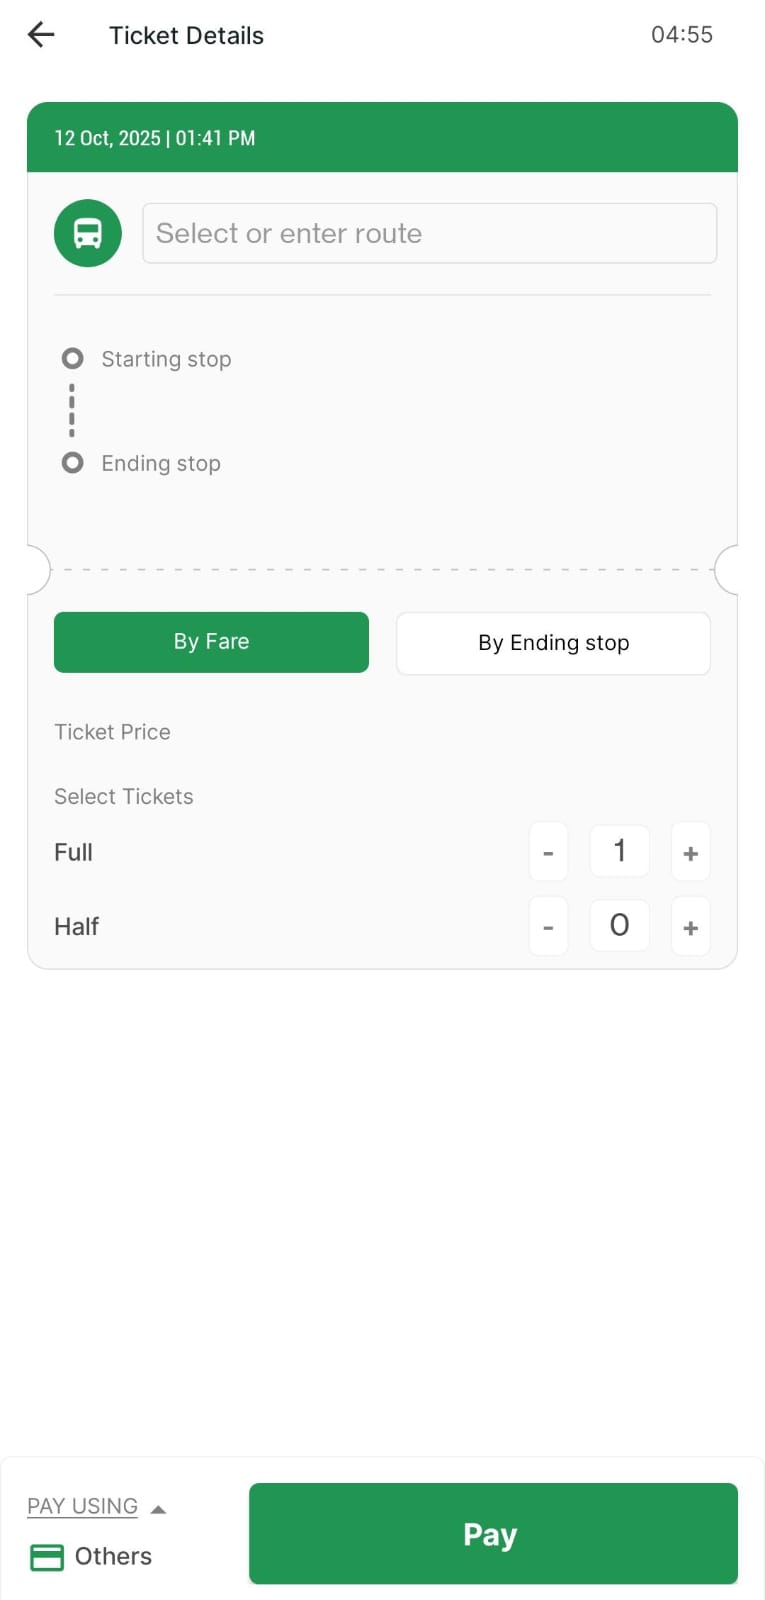 Ticket Details
04:55
12 Oct, 2025 | 01:41 PM
Select or enter route
Starting stop
Ending stop
By Fare
By Ending stop
Ticket Price
Select Tickets
Full
- 1 +
Half
- 0 +
PAY USING
Others
Pay